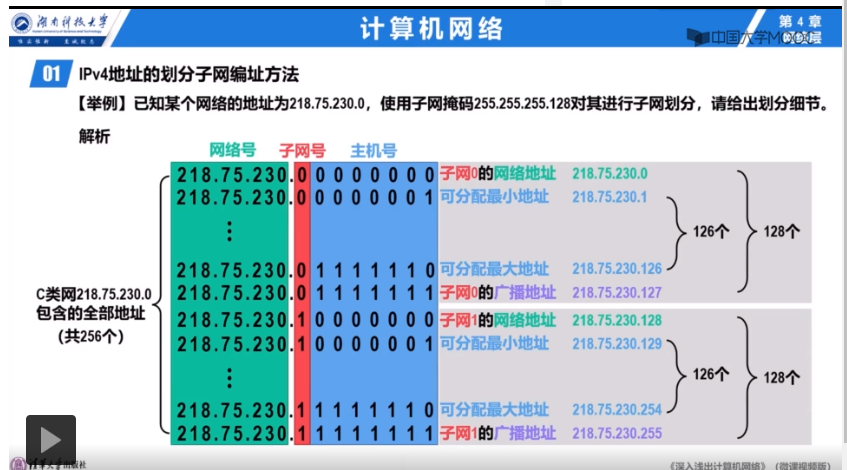 湖南科技大学
计算机网络
第 4 章
中国大学MOOC
01 IPv4地址的划分子网编址方法
【举例】已知某个网络的地址为218.75.230.0，使用子网掩码255.255.255.128对其进行子网划分，请给出划分细节。
解析
网络号 子网号 主机号
218.75.230.0 0 0 0 0 0 0 0 子网0的网络地址 218.75.230.0
218.75.230.0 0 0 0 0 0 0 1 可分配最小地址 218.75.230.1
⋮
126个 128个
218.75.230.0 1 1 1 1 1 1 0 可分配最大地址 218.75.230.126
218.75.230.0 1 1 1 1 1 1 1 子网0的广播地址 218.75.230.127
C类网218.75.230.0
包含的全部地址
（共256个）
218.75.230.1 0 0 0 0 0 0 0 子网1的网络地址 218.75.230.128
218.75.230.1 0 0 0 0 0 0 1 可分配最小地址 218.75.230.129
⋮
126个 128个
218.75.230.1 1 1 1 1 1 1 0 可分配最大地址 218.75.230.254
218.75.230.1 1 1 1 1 1 1 1 子网1的广播地址 218.75.230.255
清华大学出版社
《深入浅出计算机网络》（微课视频版）